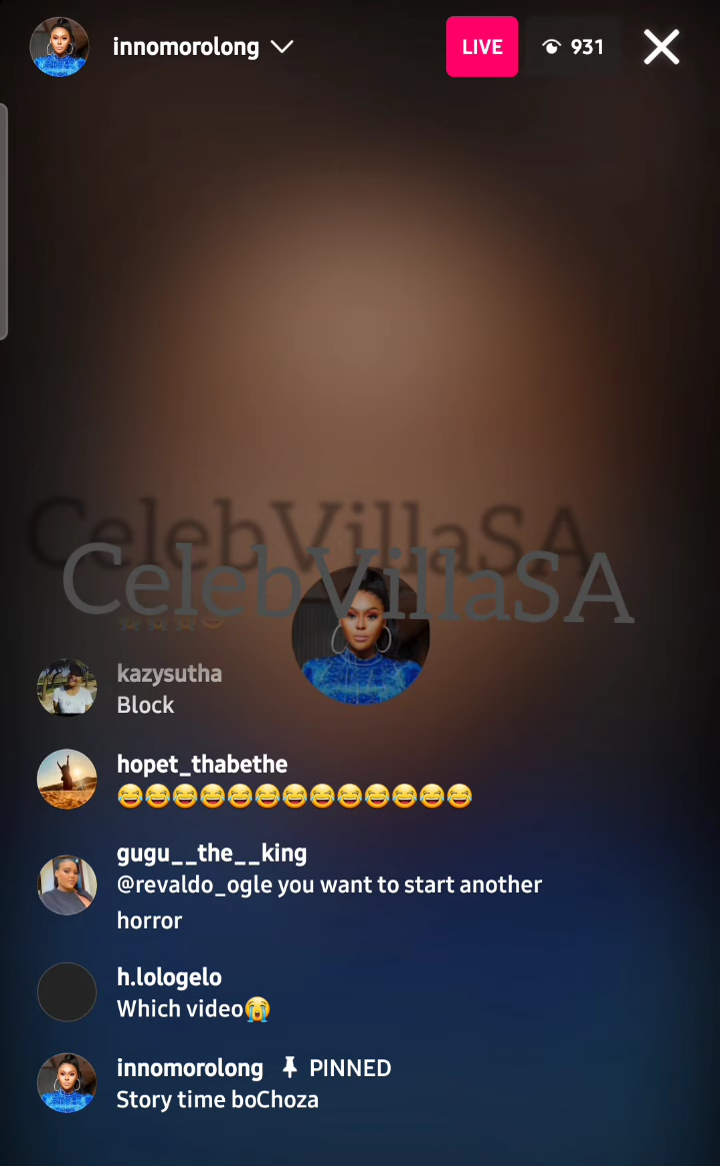 innomorolong
LIVE
931
CelebVillaSA
CelebVillaSA
kazysutha
Block
hopet_thabethe
😂😂😂😂😂😂😂😂😂😂😂😂😂
gugu__the__king
@revaldo_ogle you want to start another
horror
h.lologelo
Which video😭
innomorolong PINNED
Story time boChoza